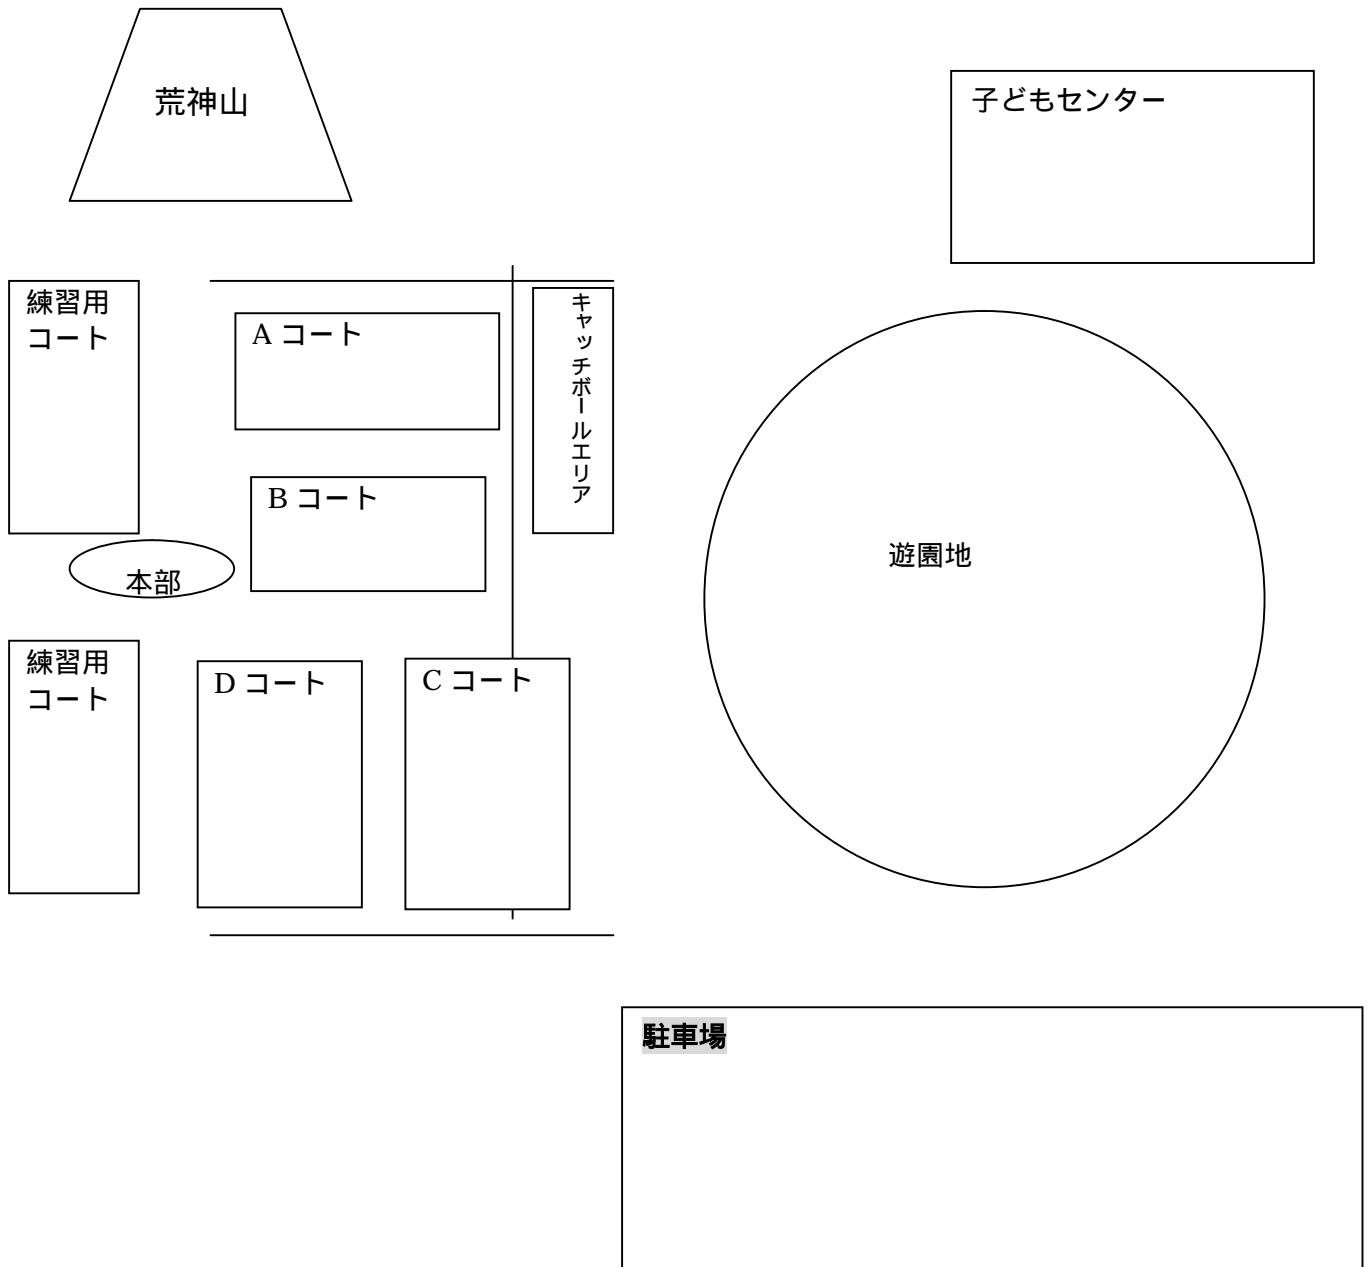 荒神山
子どもセンター
練習用
コート
A コート
キャッチボールエリア
B コート
遊園地
本部
練習用
コート
D コート
C コート
駐車場